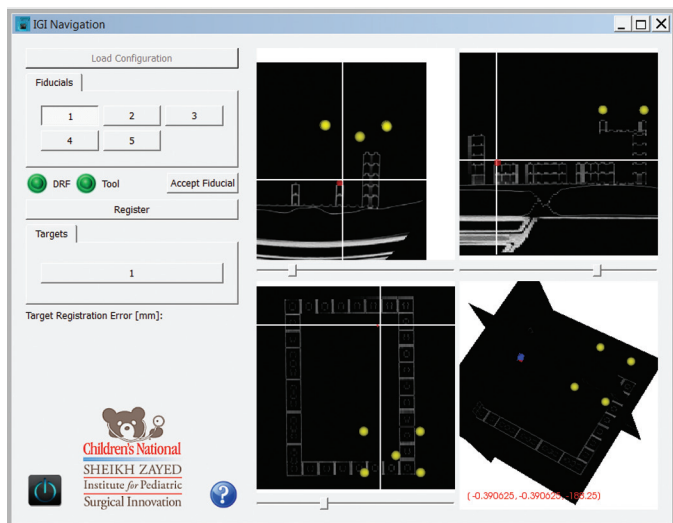 IGI Navigation
Load Configuration
Fiducials
1 2 3
4 5
DRF Tool Accept Fiducial
Register
Targets
1
Target Registration Error [mm]:
Children's National
SHEIKH ZAYED
Institute for Pediatric
Surgical Innovation
?
( -0.390625, -0.390625, -183.25)